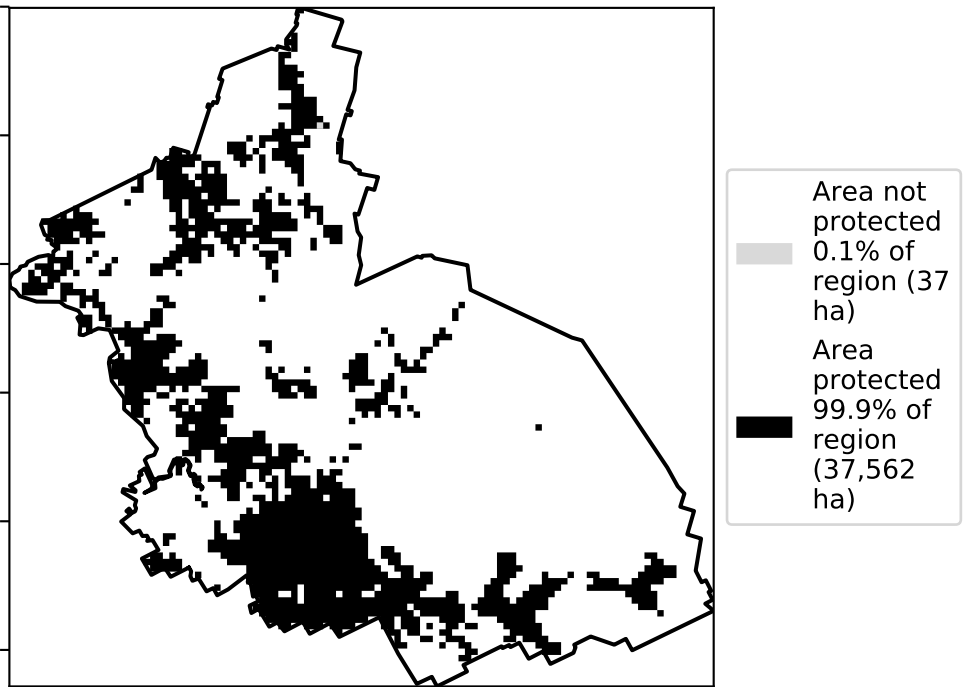 Area not
protected
0.1% of
region (37
ha)
Area
protected
99.9% of
region
(37,562
ha)